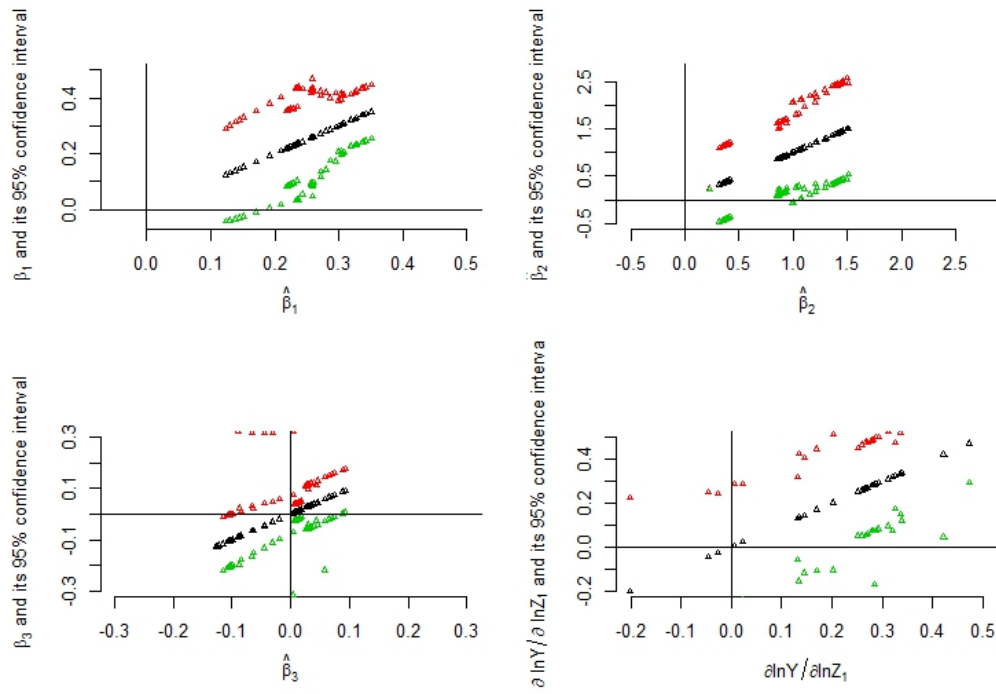 β1 and its 95% confidence interval
0.4
0.2
0.0
0.0 0.1 0.2 0.3 0.4 0.5
β̂1
β2 and its 95% confidence interval
2.5
1.5
0.5
-0.5
-0.5 0.0 0.5 1.0 1.5 2.0 2.5
β̂2
β3 and its 95% confidence interval
0.3
0.1
-0.1
-0.3
-0.3 -0.2 -0.1 0.0 0.1 0.2 0.3
β̂3
∂lnY/∂lnZ1 and its 95% confidence interva
0.4
0.2
0.0
-0.2
-0.2 -0.1 0.0 0.1 0.2 0.3 0.4 0.5
∂lnY/∂lnZ1